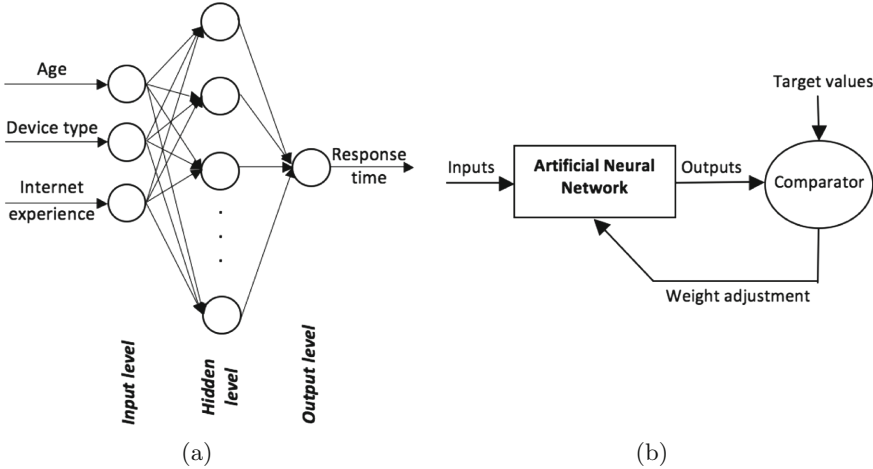 Age
Device type
Internet
experience
Response
time
Input level
Hidden
level
Output level
(a)
Target values
Inputs
Artificial Neural
Network
Outputs
Comparator
Weight adjustment
(b)